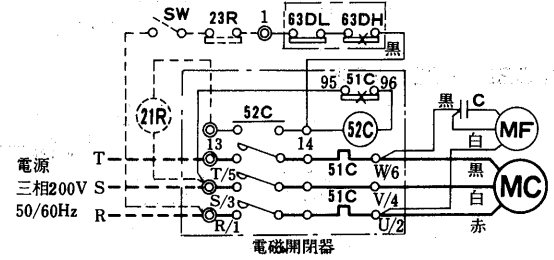 SW
23R
1
63DL
63DH
黒
95
51C
96
21R
52C
52C
13
14
黒
C
白
MF
電源
三相200V
50/60Hz
T
S
R
T/5
S/3
R/1
51C
51C
W/6
V/4
U/2
黒
白
赤
MC
電磁開閉器